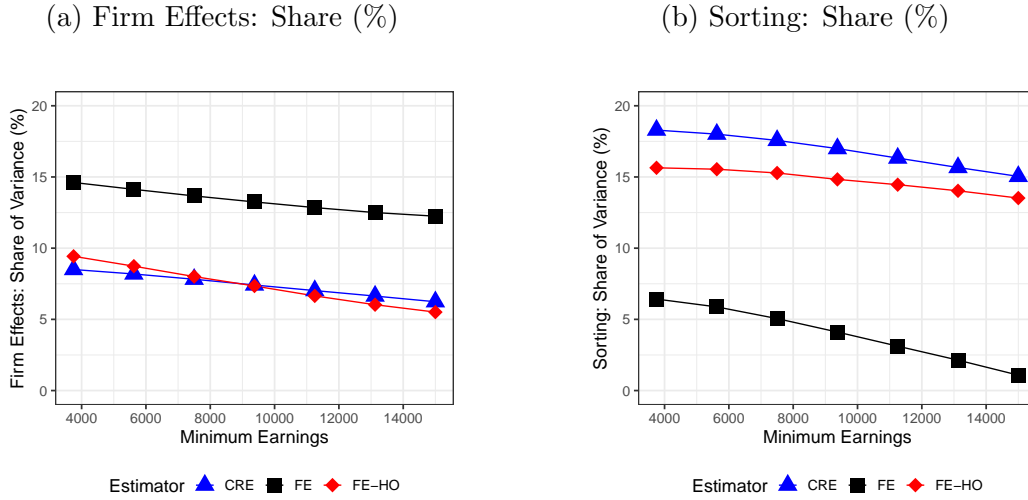 (a) Firm Effects: Share (%)
Firm Effects: Share of Variance (%)
20
15
10
5
0
4000 6000 8000 10000 12000 14000
Minimum Earnings
Estimator CRE FE FE-HO
(b) Sorting: Share (%)
Sorting: Share of Variance (%)
20
15
10
5
0
4000 6000 8000 10000 12000 14000
Minimum Earnings
Estimator CRE FE FE-HO